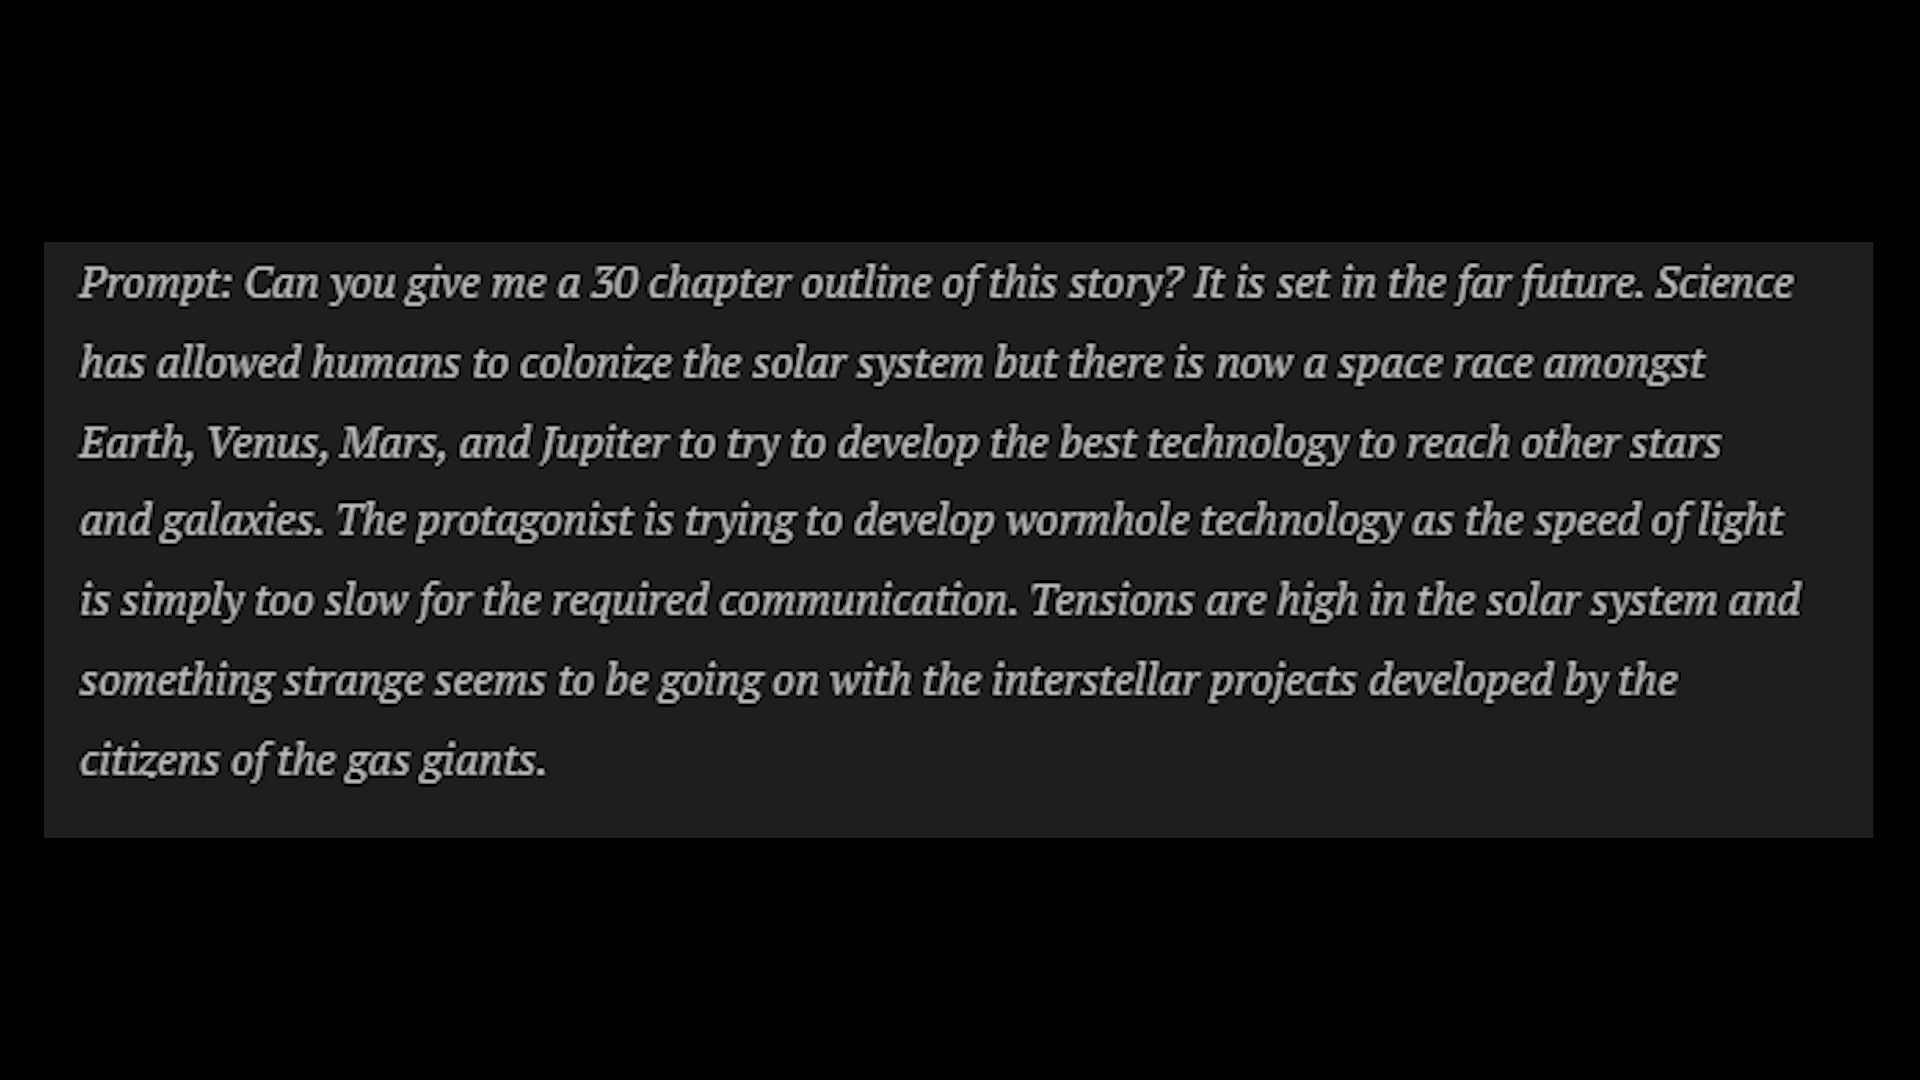 Prompt: Can you give me a 30 chapter outline of this story? It is set in the far future. Science
has allowed humans to colonize the solar system but there is now a space race amongst
Earth, Venus, Mars, and Jupiter to try to develop the best technology to reach other stars
and galaxies. The protagonist is trying to develop wormhole technology as the speed of light
is simply too slow for the required communication. Tensions are high in the solar system and
something strange seems to be going on with the interstellar projects developed by the
citizens of the gas giants.